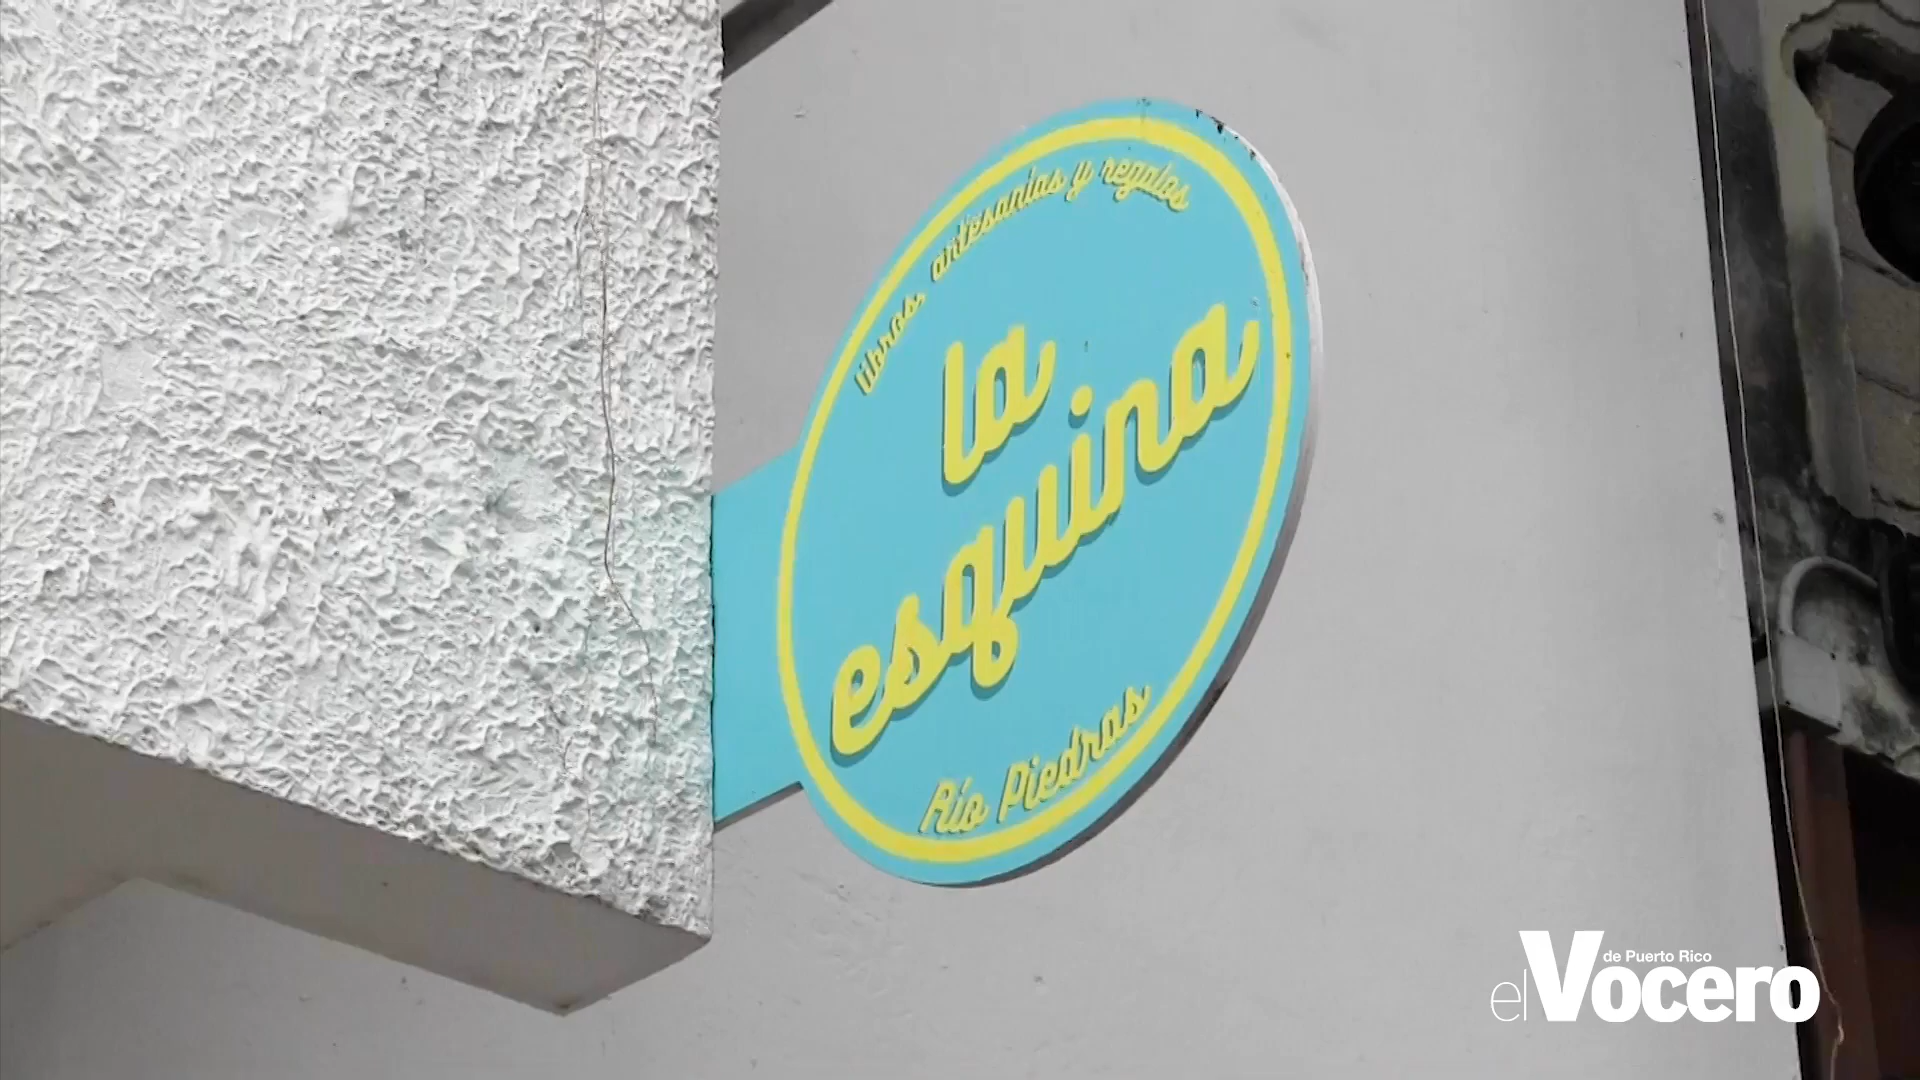 libros, artesanías y regalos
la
esquina
Río Piedras
de Puerto Rico
el Vocero